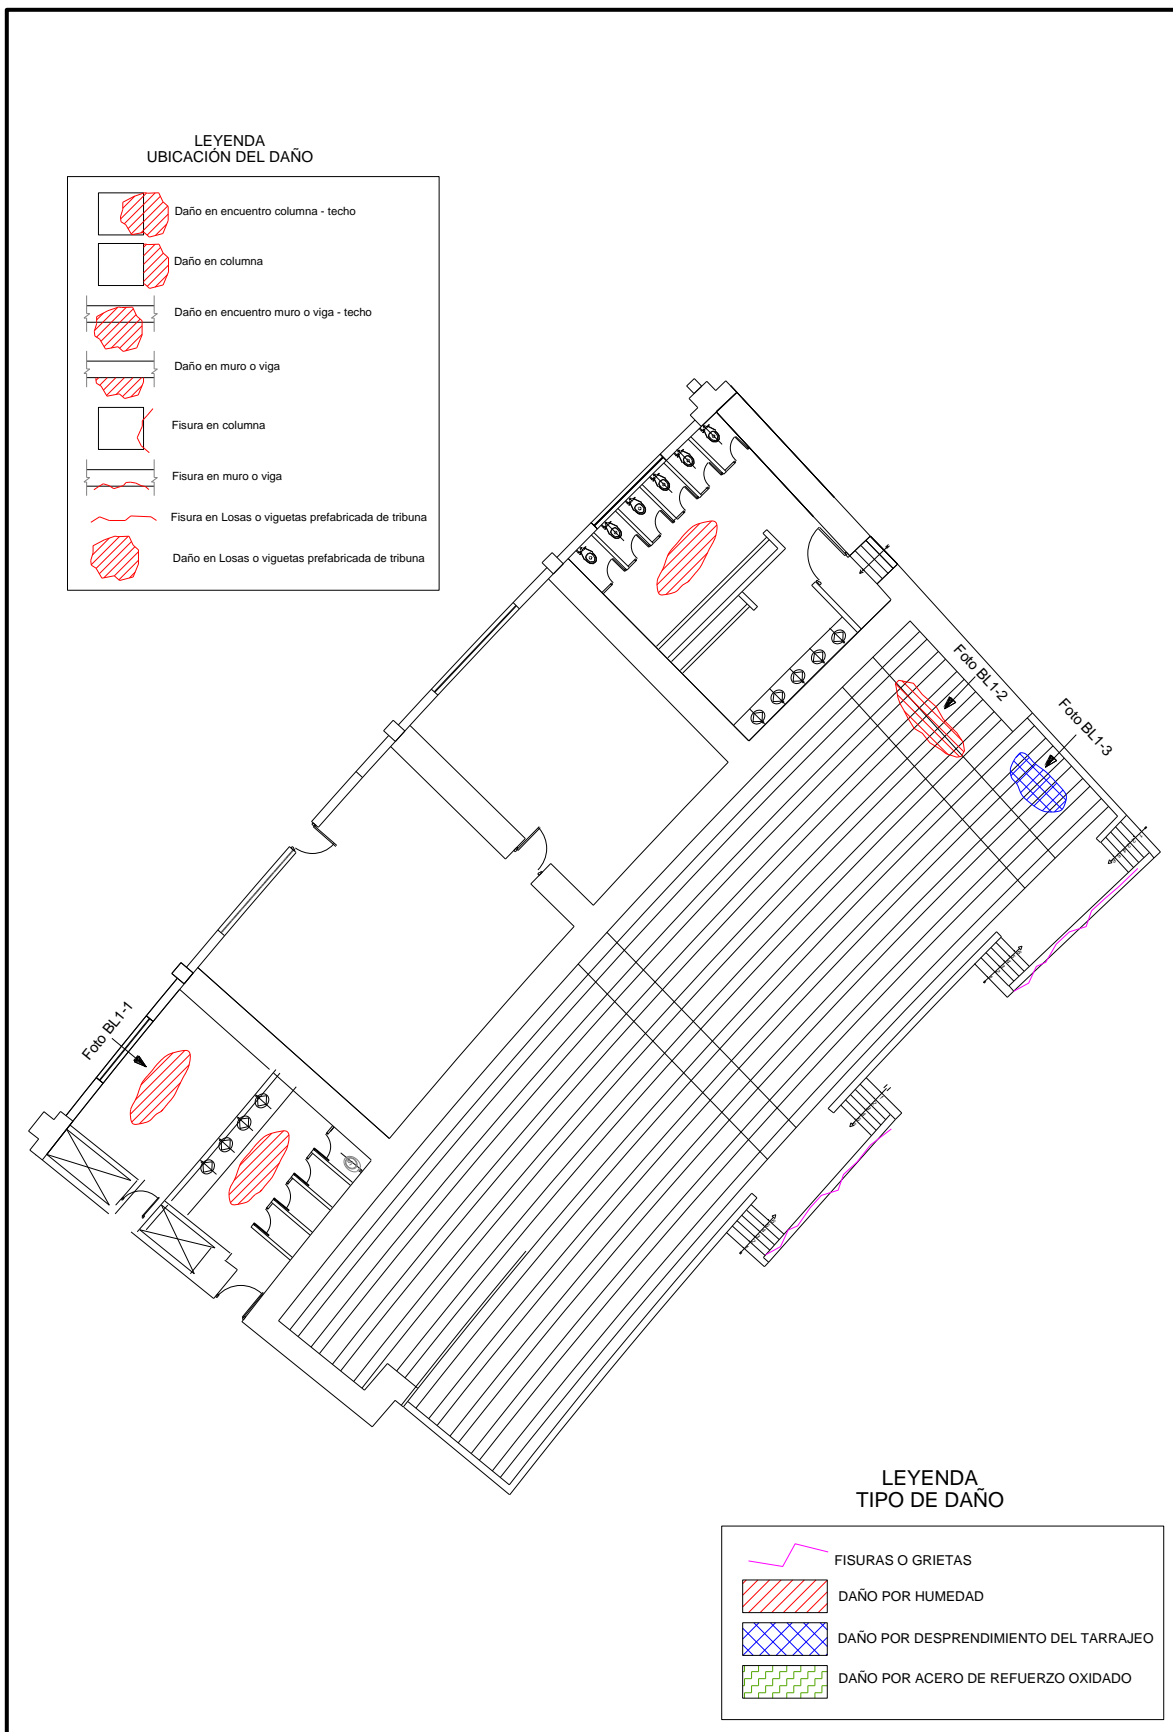 LEYENDA
UBICACIÓN DEL DAÑO
Daño en encuentro columna - techo
Daño en columna
Daño en encuentro muro o viga - techo
Daño en muro o viga
Fisura en columna
Fisura en muro o viga
Fisura en Losas o viguetas prefabricada de tribuna
Daño en Losas o viguetas prefabricada de tribuna
Foto BL1-2
Foto BL1-3
Foto BL1-1
LEYENDA
TIPO DE DAÑO
FISURAS O GRIETAS
DAÑO POR HUMEDAD
DAÑO POR DESPRENDIMIENTO DEL TARRAJEO
DAÑO POR ACERO DE REFUERZO OXIDADO